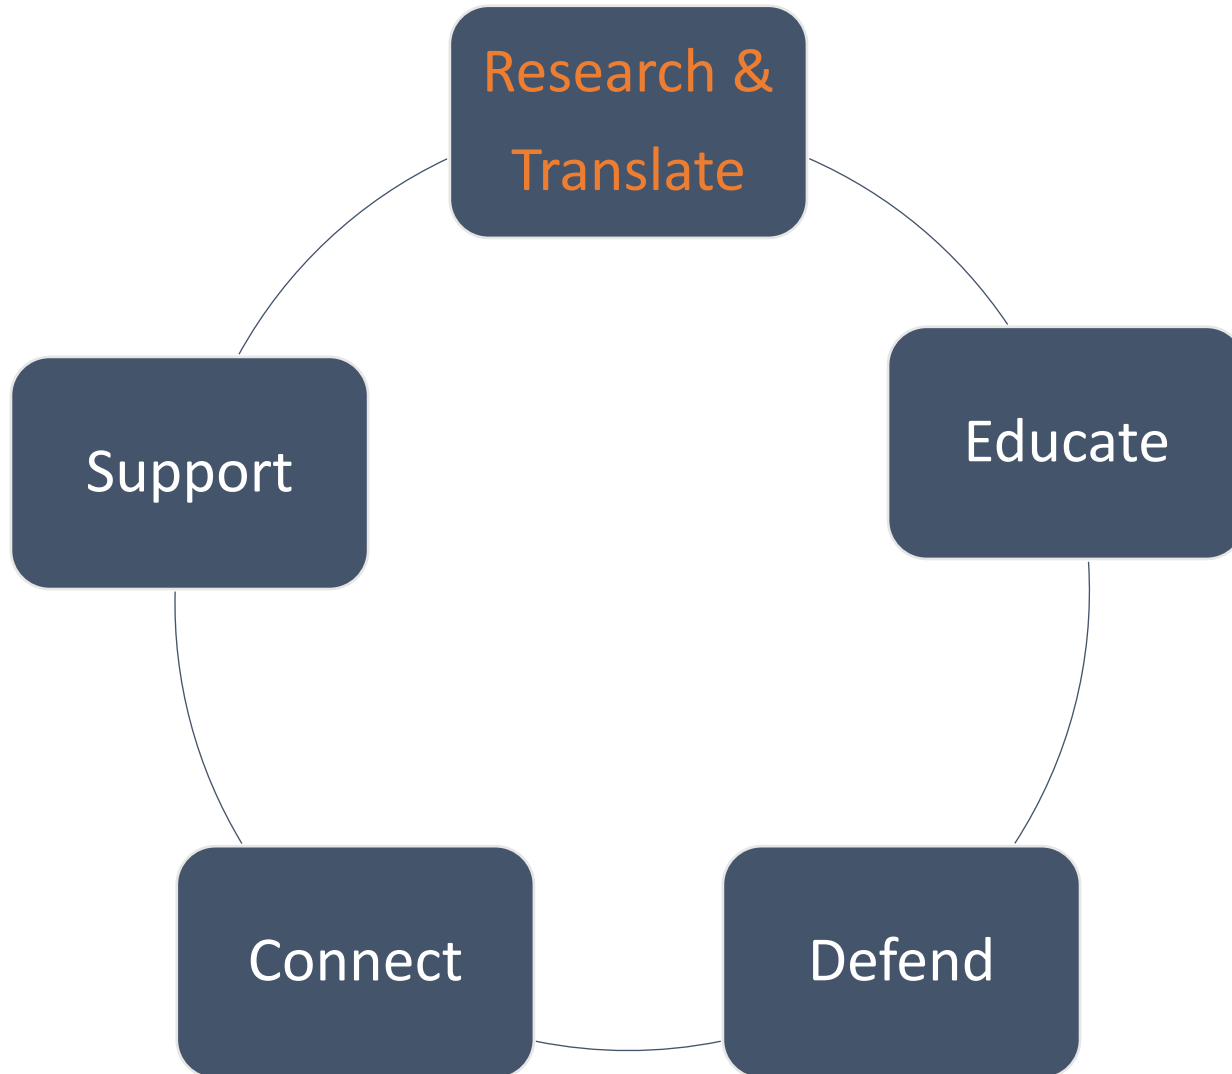 Research &
Translate
Educate
Support
Defend
Connect